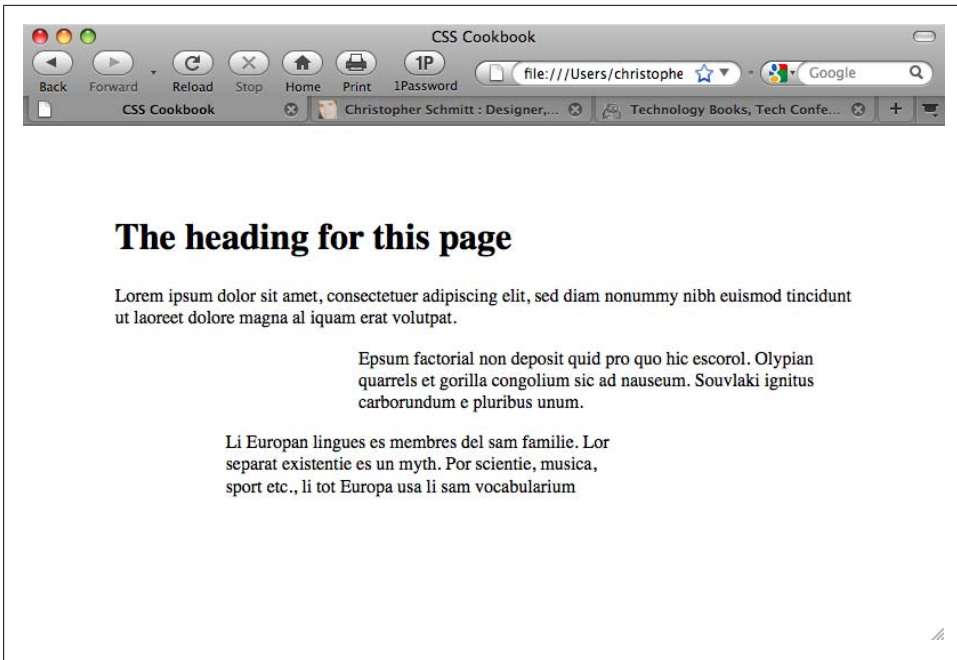 CSS Cookbook
Back Forward Reload Stop Home Print 1Password
1P
file:///Users/christophe
Google
CSS Cookbook
Christopher Schmitt : Designer,...
Technology Books, Tech Confe...
The heading for this page
Lorem ipsum dolor sit amet, consectetuer adipiscing elit, sed diam nonummy nibh euismod tincidunt
ut laoreet dolore magna al iquam erat volutpat.
Epsum factorial non deposit quid pro quo hic escorol. Olypian
quarrels et gorilla congolium sic ad nauseum. Souvlaki ignitus
carborundum e pluribus unum.
Li Europan lingues es membres del sam familie. Lor
separat existentie es un myth. Por scientie, musica,
sport etc., li tot Europa usa li sam vocabularium